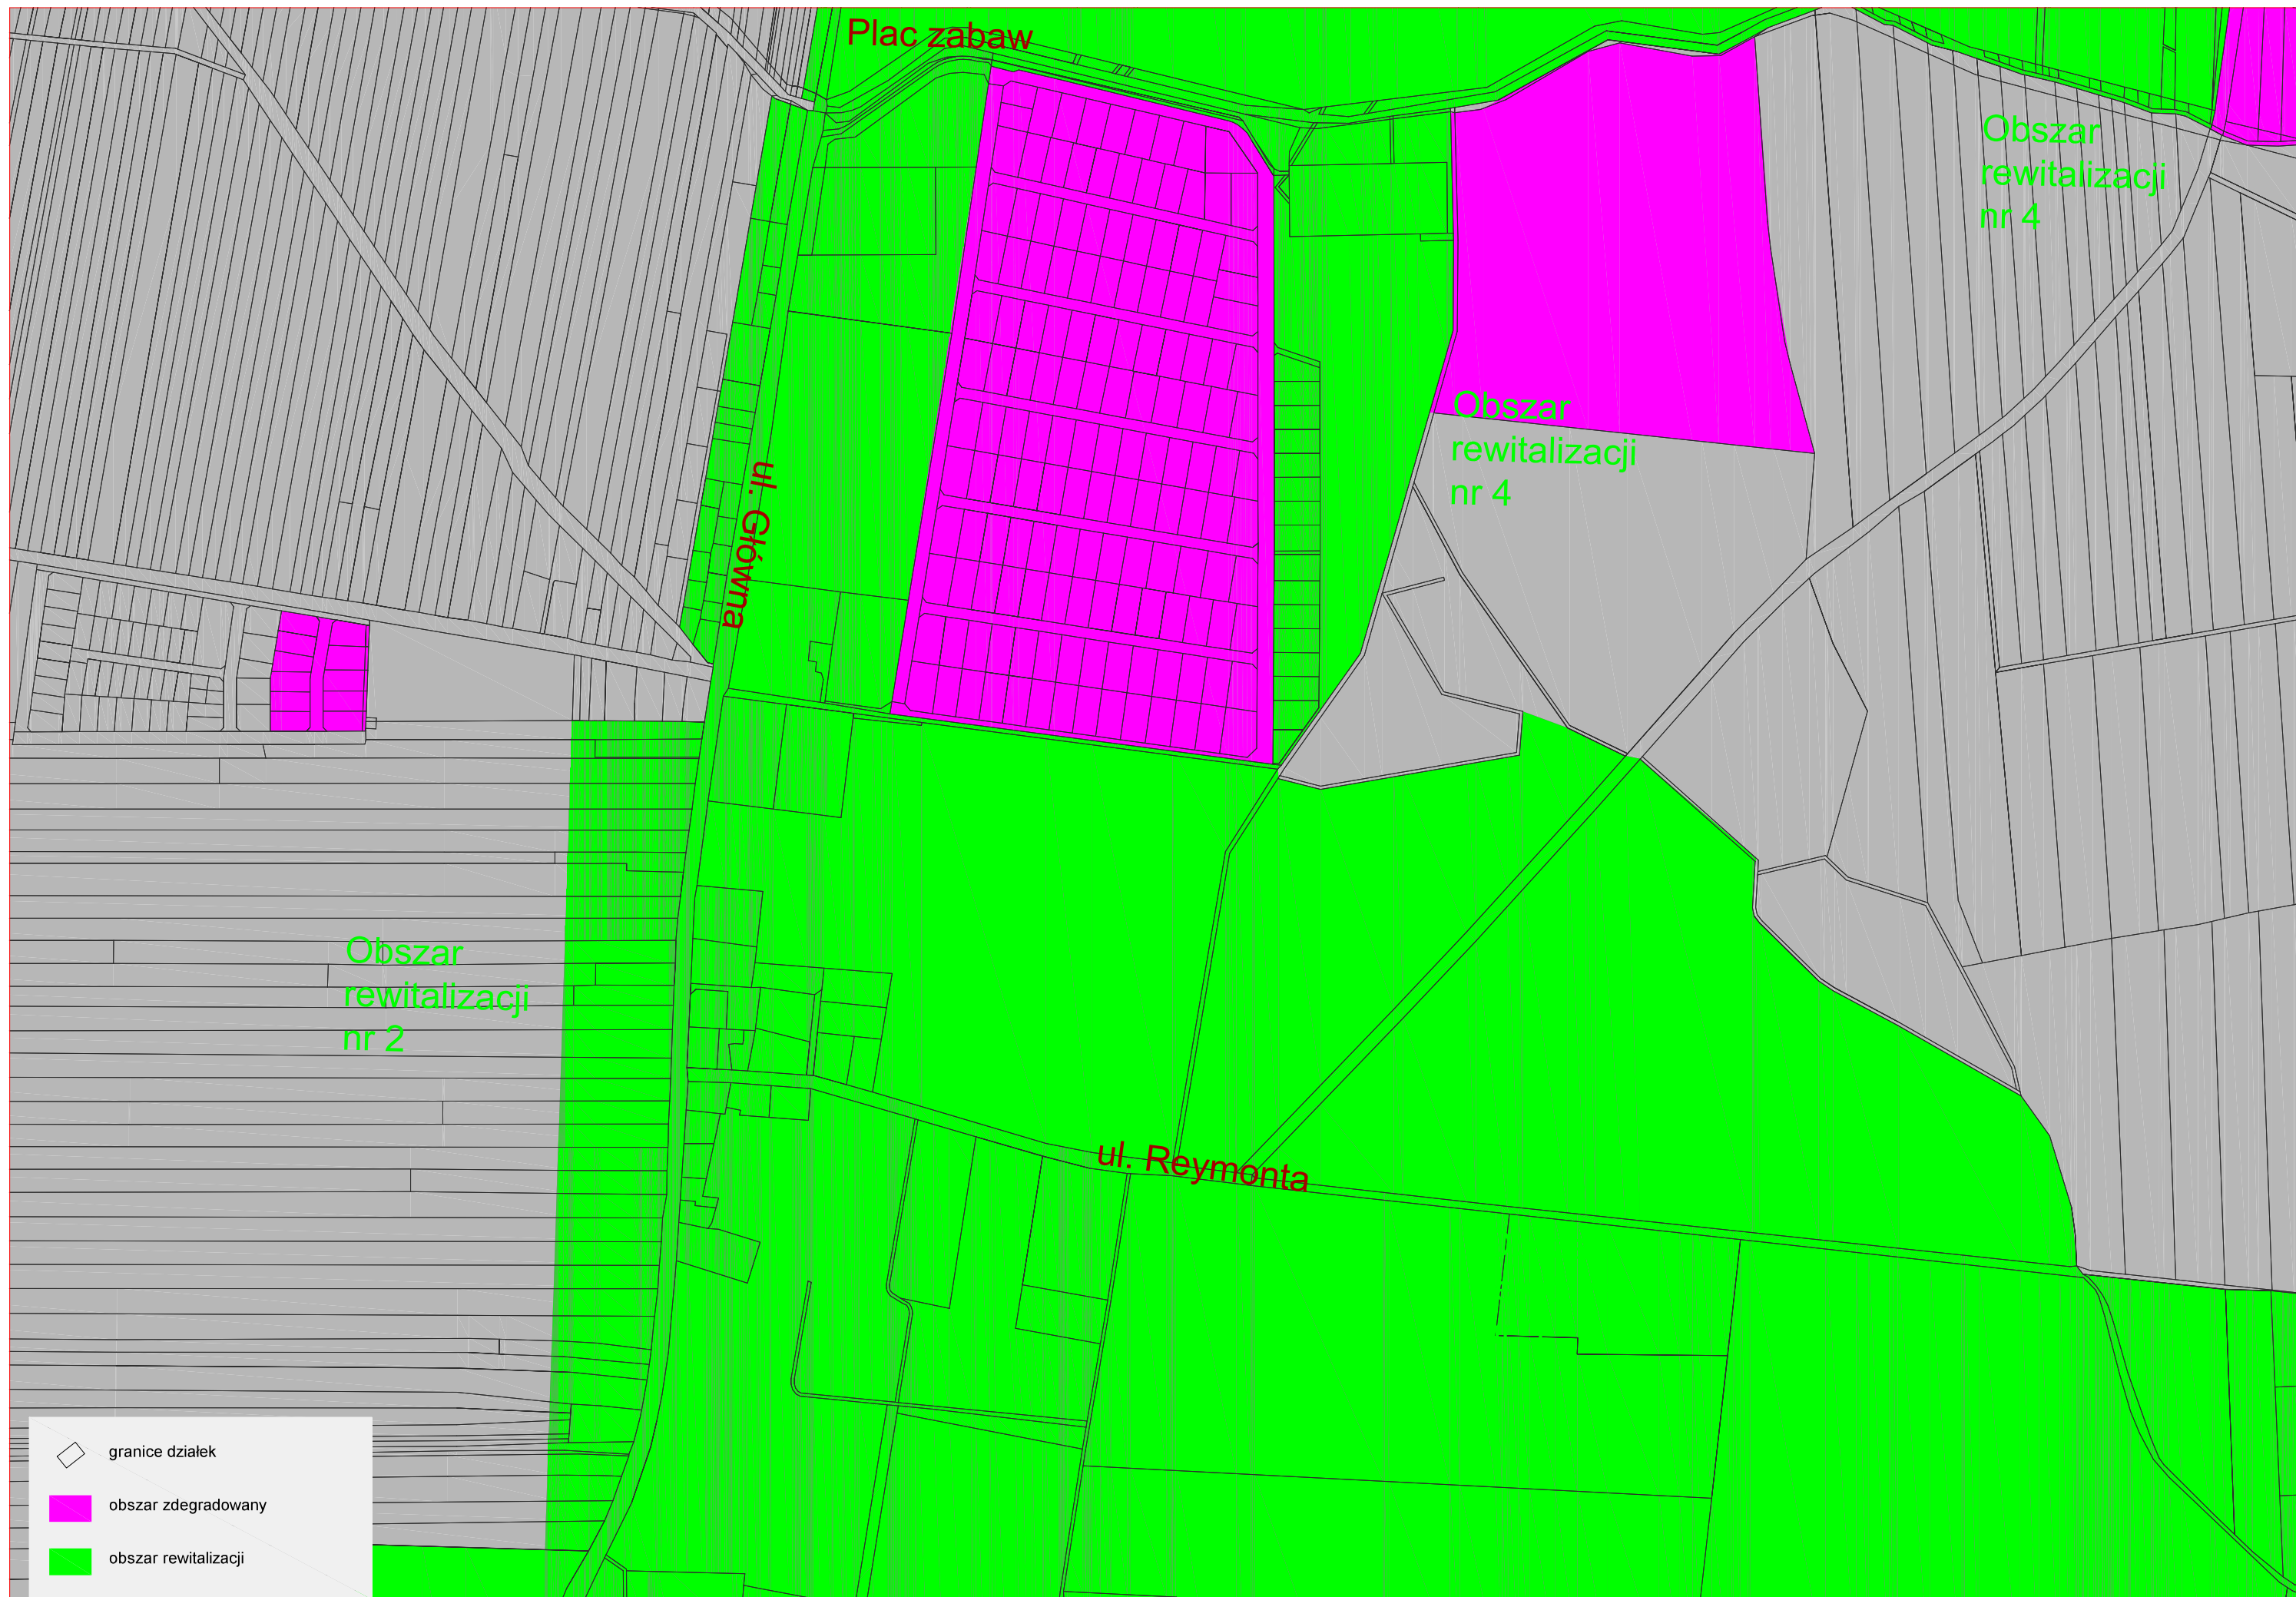 Plac zabaw
Obszar
rewitalizacji
nr 4
Obszar
rewitalizacji
nr 4
ul. Główna
Obszar
rewitalizacji
nr 2
ul. Reymonta
granice działek
obszar zdegradowany
obszar rewitalizacji